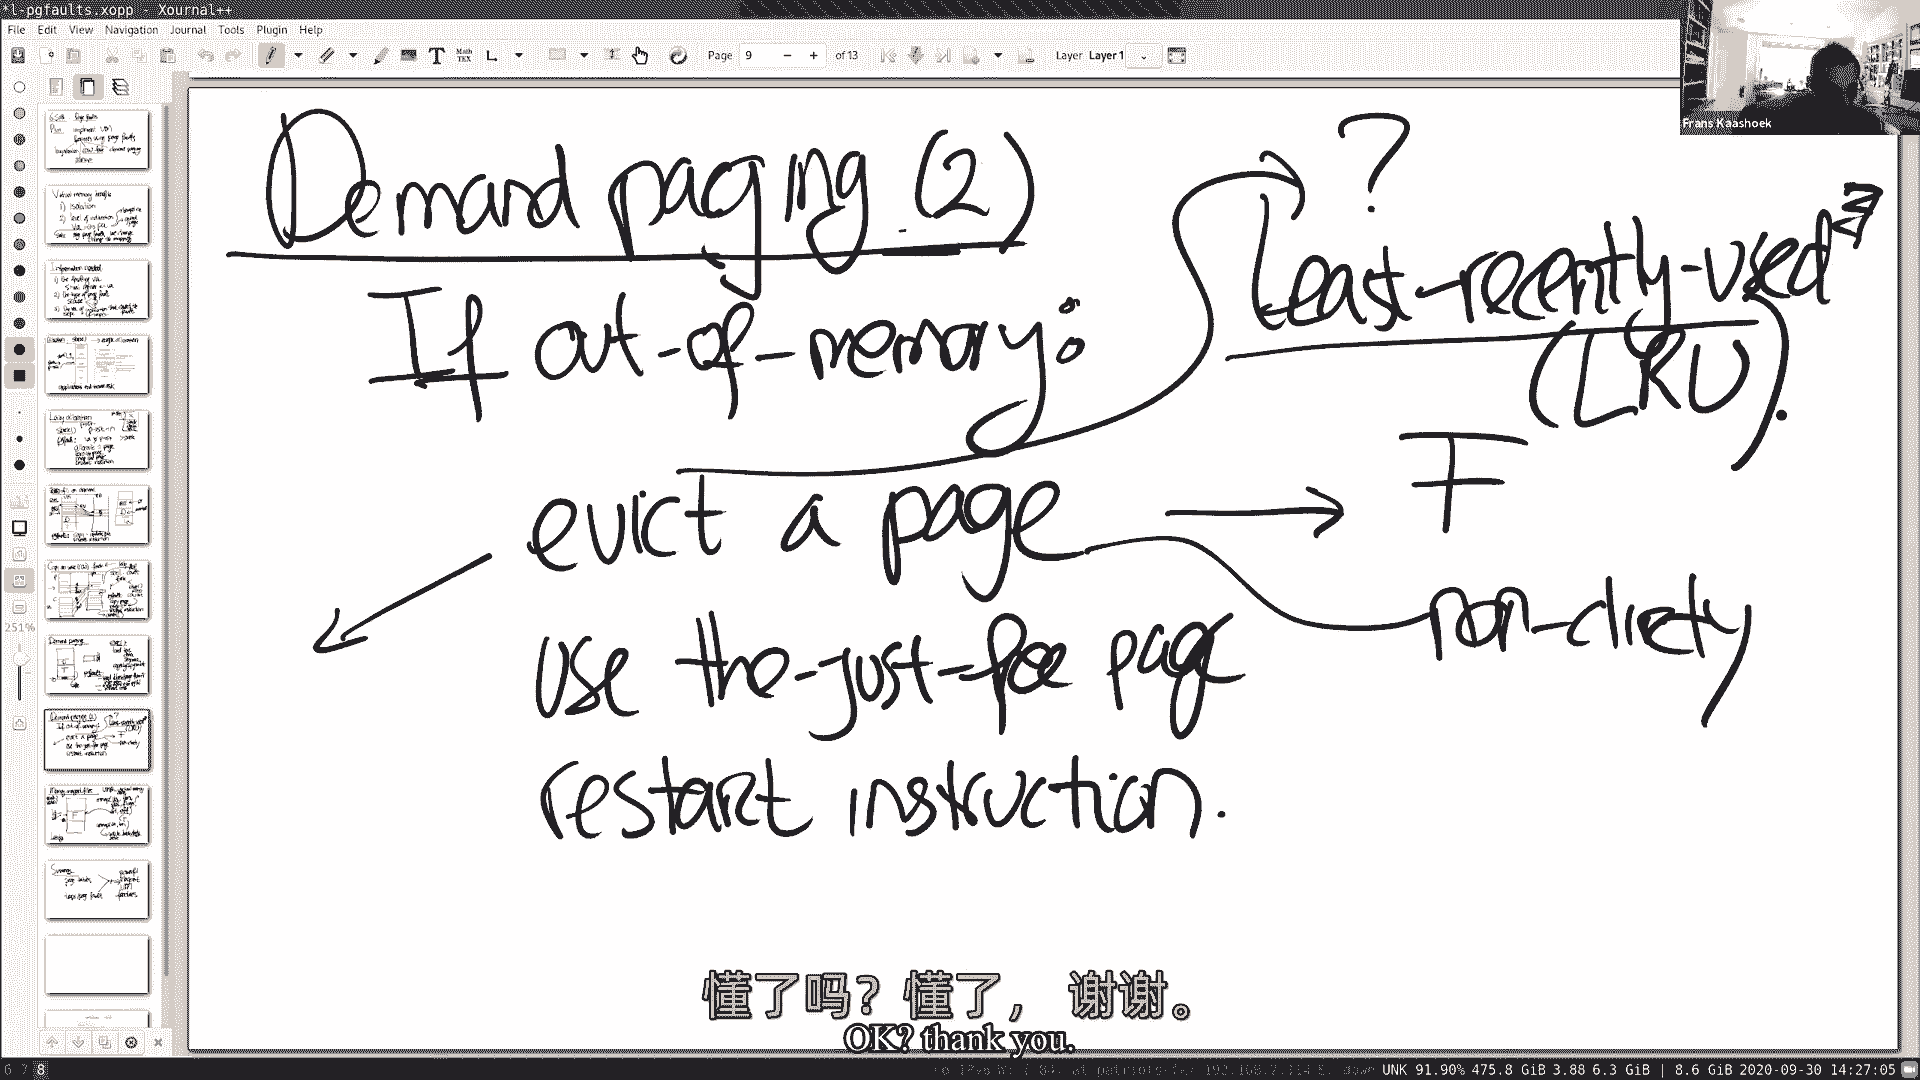 *l-pgfaults.xopp - Xournal++
File Edit View Navigation Journal Tools Plugin Help
Page 9 - + of 13 Layer Layer 1
Frans Kaashoek
Demand paging (2)
?
Least-recently-used
(LRU).
If out-of-memory:
evict a page
F
non-dirty
use the-just-free page
restart instruction.
251%
懂了吗？懂了，谢谢。
OK? thank you.
6 7 8
UNK 91.90% 475.8 GiB 3.88 6.3 GiB | 8.6 GiB 2020-09-30 14:27:05